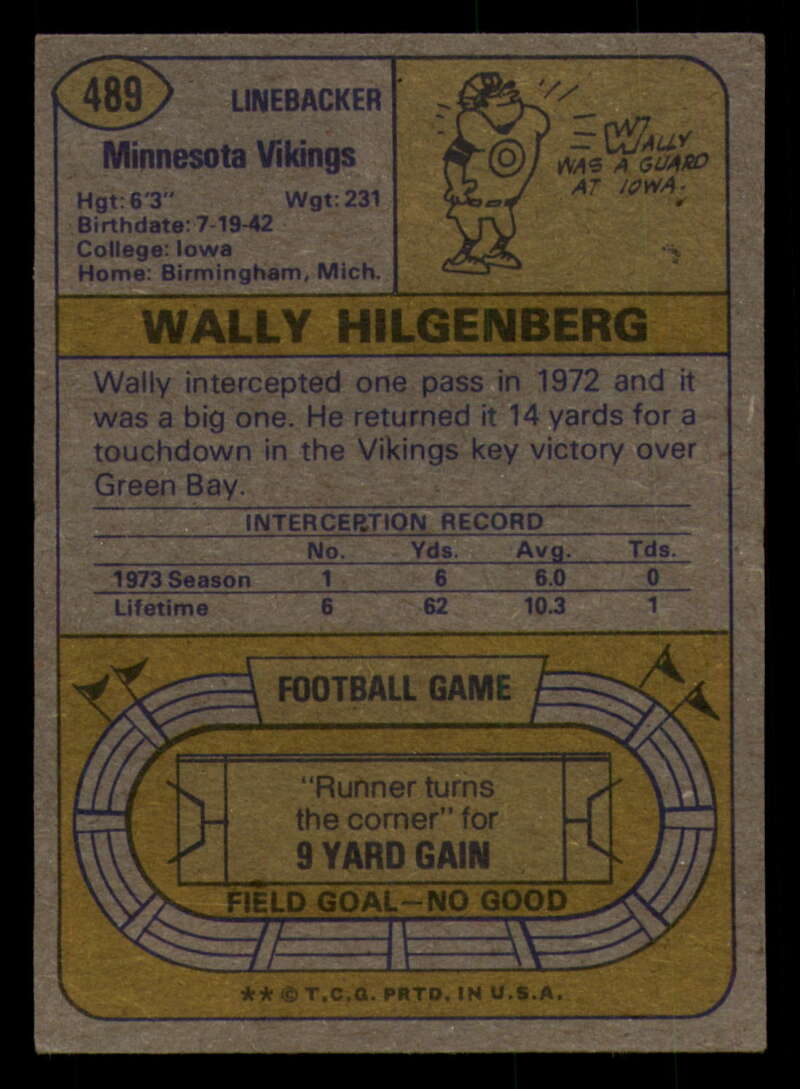 489
LINEBACKER
Minnesota Vikings
Hgt: 6'3" Wgt: 231
Birthdate: 7-19-42
College: Iowa
Home: Birmingham, Mich.
WALLY
WAS A GUARD
AT IOWA.
WALLY HILGENBERG
Wally intercepted one pass in 1972 and it
was a big one. He returned it 14 yards for a
touchdown in the Vikings key victory over
Green Bay.
INTERCEPTION RECORD
No. Yds. Avg. Tds.
1973 Season 1 6 6.0 0
Lifetime 6 62 10.3 1
FOOTBALL GAME
"Runner turns
the corner" for
9 YARD GAIN
FIELD GOAL—NO GOOD
** © T.C.G. PRTD. IN U.S.A.